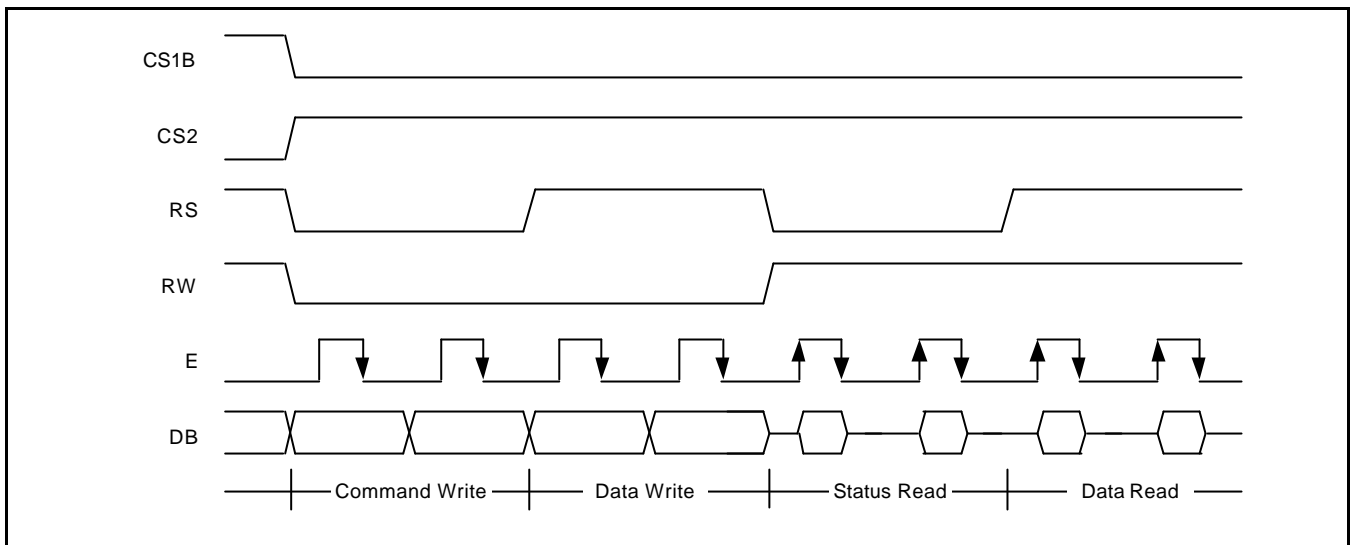 CS1B
CS2
RS
RW
E
DB
Command Write Data Write Status Read Data Read